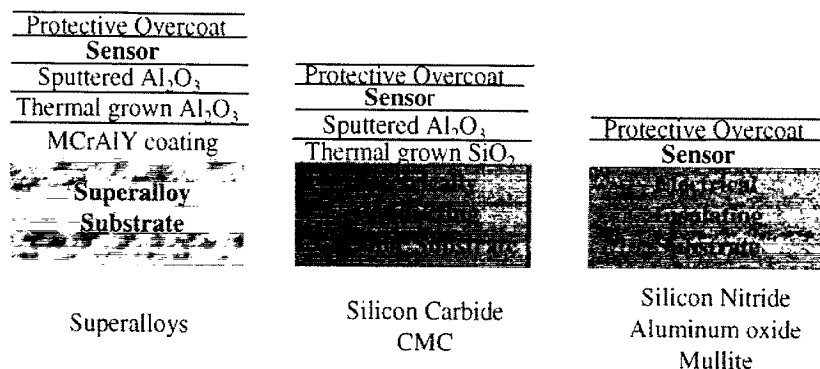 Protective Overcoat
Sensor
Sputtered Al₂O₃
Thermal grown Al₂O₃
MCrAlY coating
Superalloy
Substrate
Superalloys
Protective Overcoat
Sensor
Sputtered Al₂O₃
Thermal grown SiO₂
Substrate
Silicon Carbide
CMC
Protective Overcoat
Sensor
Electrical
Insulating
Substrate
Silicon Nitride
Aluminum oxide
Mullite